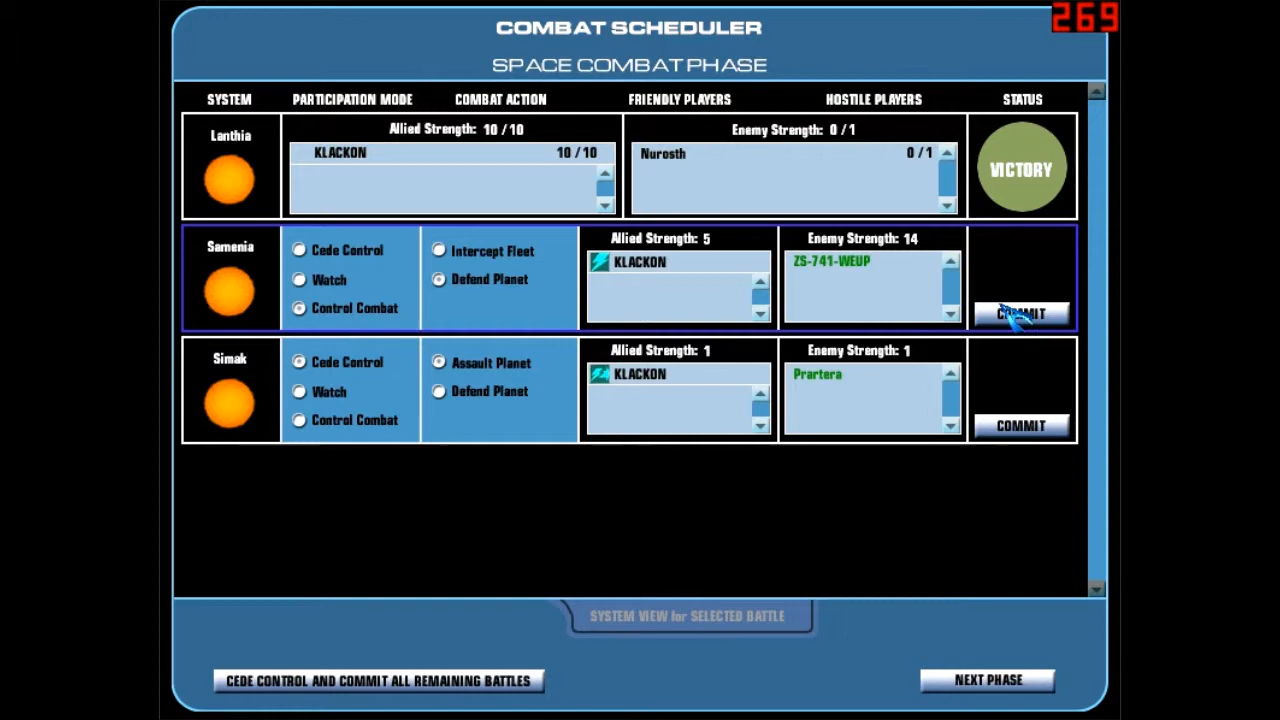 269
COMBAT SCHEDULER
SPACE COMBAT PHASE
SYSTEM PARTICIPATION MODE COMBAT ACTION FRIENDLY PLAYERS HOSTILE PLAYERS STATUS
Lanthia
Allied Strength: 10 / 10
KLACKON 10 / 10
Enemy Strength: 0 / 1
Nurosth 0 / 1
VICTORY
Samenia
Cede Control
Watch
Control Combat
Intercept Fleet
Defend Planet
Allied Strength: 5
KLACKON
Enemy Strength: 14
ZS-741-WEUP
COMMIT
Simak
Cede Control
Watch
Control Combat
Assault Planet
Defend Planet
Allied Strength: 1
KLACKON
Enemy Strength: 1
Prartera
COMMIT
SYSTEM VIEW for SELECTED BATTLE
CEDE CONTROL AND COMMIT ALL REMAINING BATTLES
NEXT PHASE